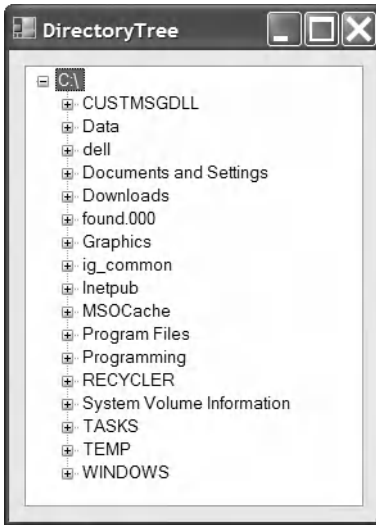 DirectoryTree
C:\
CUSTMSGDLL
Data
dell
Documents and Settings
Downloads
found.000
Graphics
ig_common
Inetpub
MSOCache
Program Files
Programming
RECYCLER
System Volume Information
TASKS
TEMP
WINDOWS